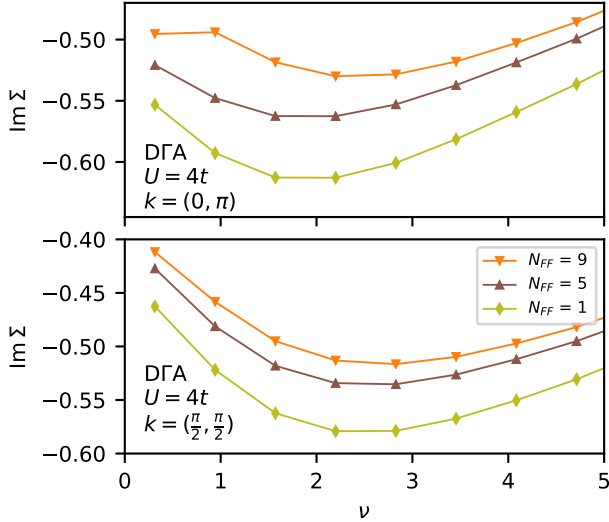 −0.50
−0.55
−0.60
Im Σ
DΓA
U = 4t
k = (0, π)
−0.40
−0.45
−0.50
−0.55
−0.60
Im Σ
N_FF = 9
N_FF = 5
N_FF = 1
DΓA
U = 4t
k = (π/2, π/2)
0 1 2 3 4 5
ν